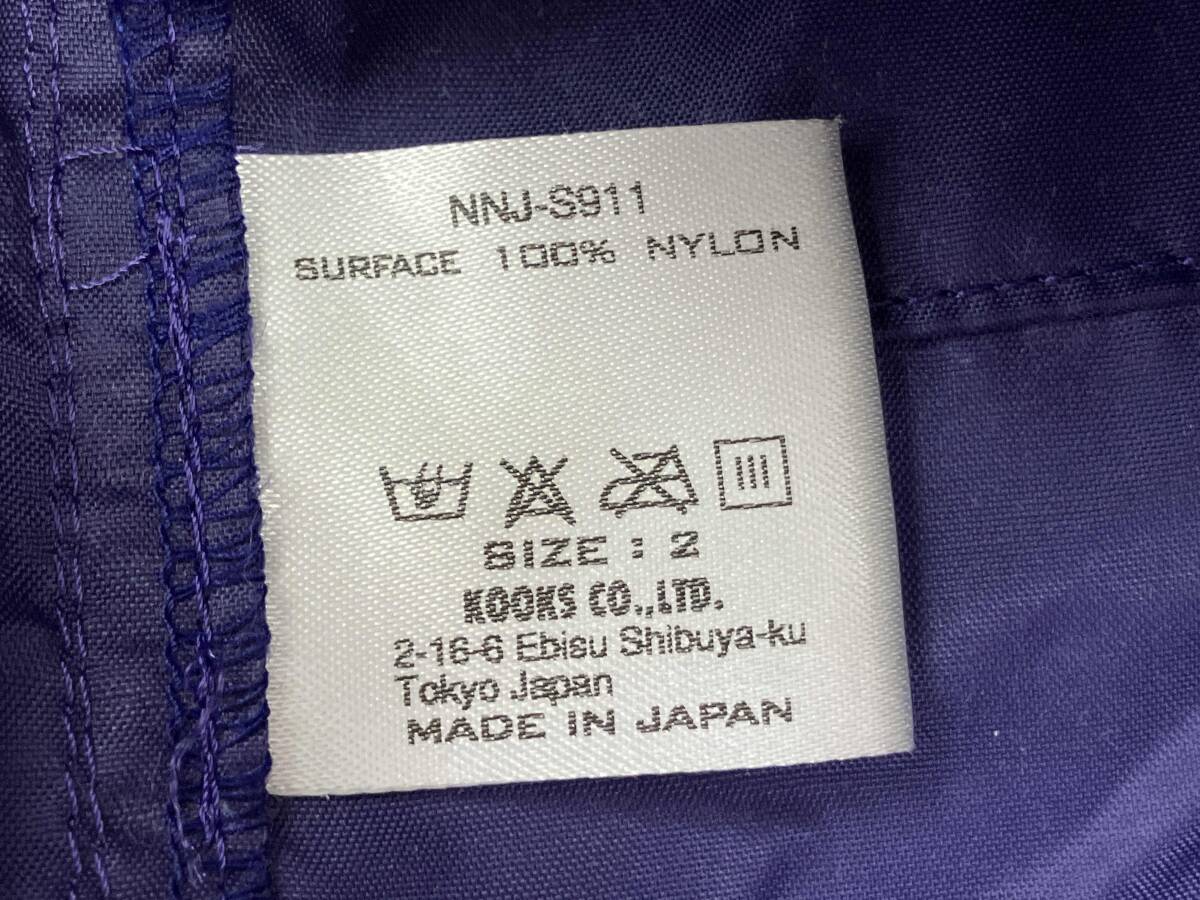 NNJ-S911
SURFACE 100% NYLON
SIZE : 2
KOOKS CO.,LTD.
2-16-6 Ebisu Shibuya-ku
Tokyo Japan
MADE IN JAPAN